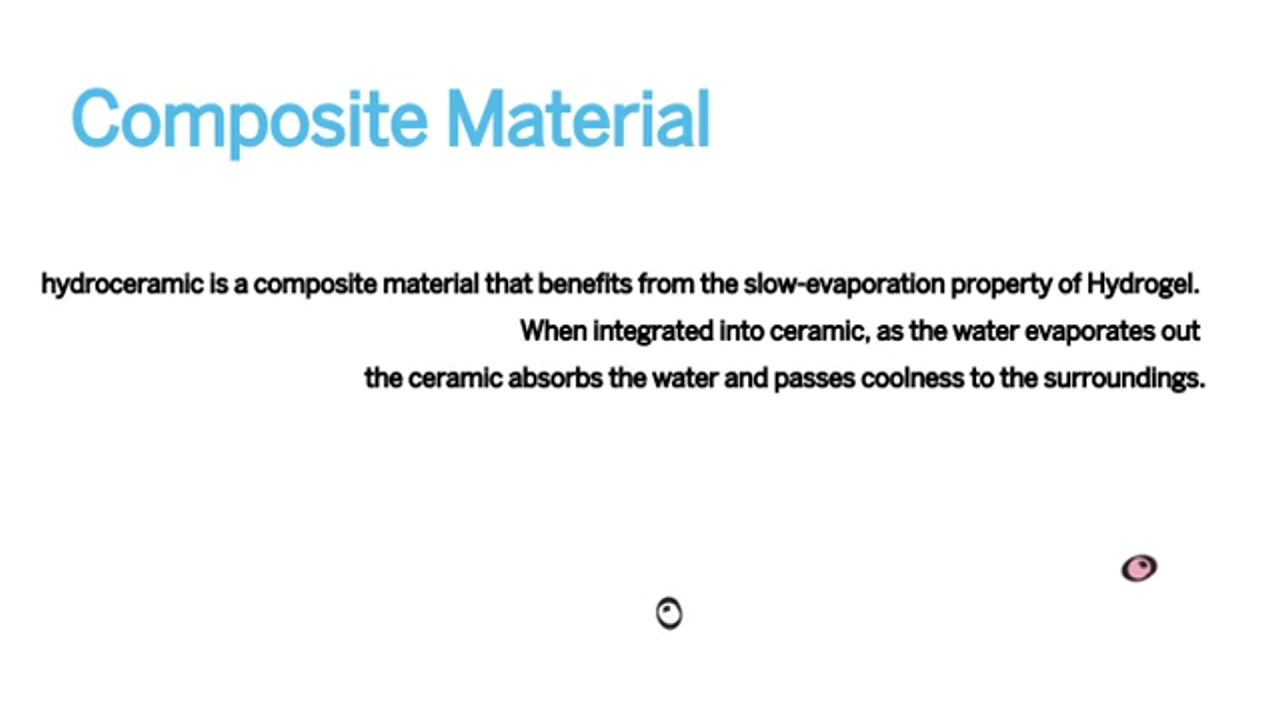 Composite Material
hydroceramic is a composite material that benefits from the slow-evaporation property of Hydrogel.
When integrated into ceramic, as the water evaporates out
the ceramic absorbs the water and passes coolness to the surroundings.